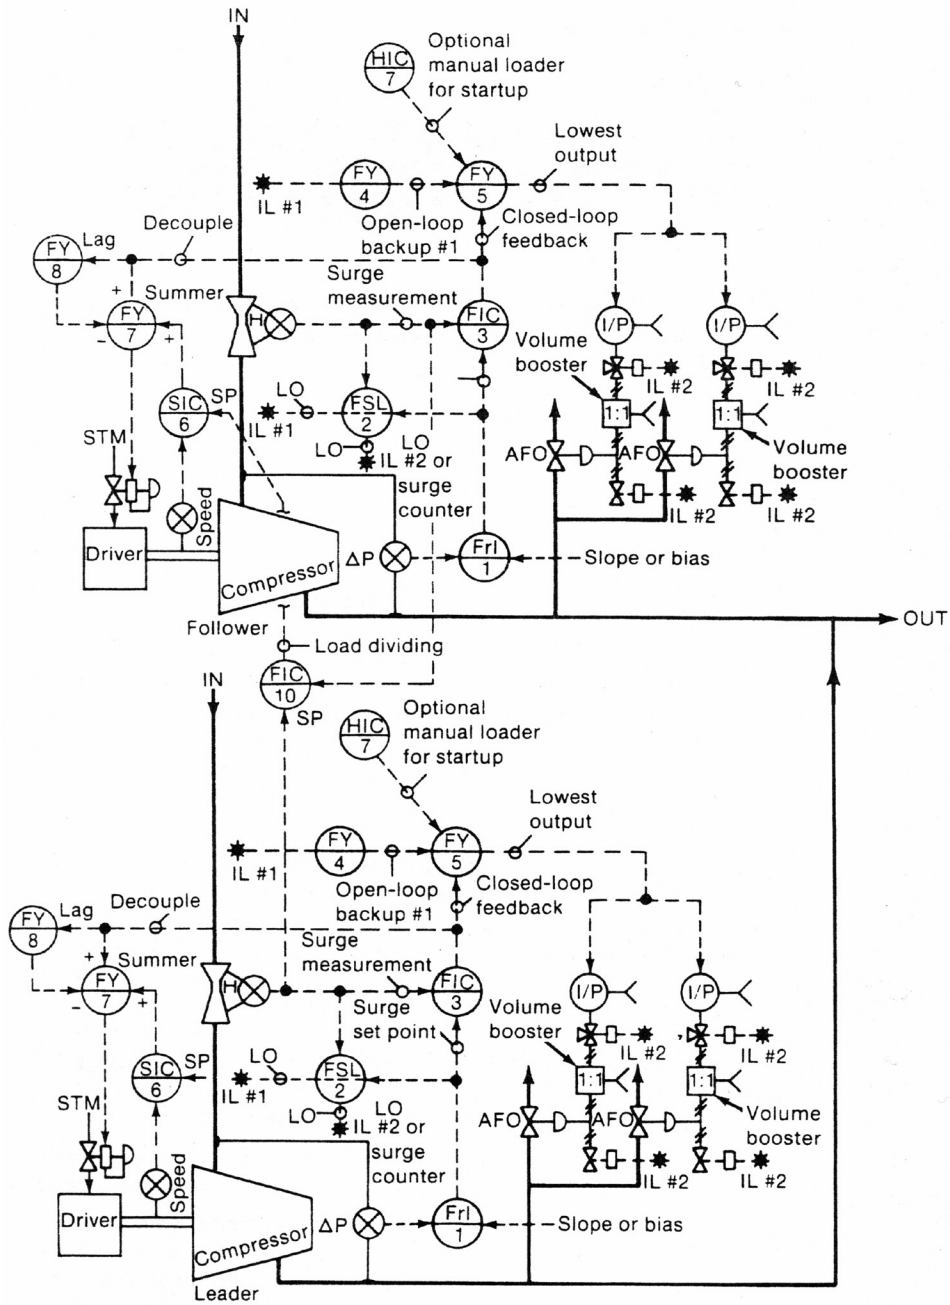 IN
HIC
7
Optional
manual loader
for startup
Lowest
output
FY
4
FY
5
IL #1
Open-loop
backup #1
Closed-loop
feedback
Decouple
FY
8
Lag
+
Summer
Surge
measurement
FY
7
-
+
H
FIC
3
I/P
I/P
Volume
booster
IL #2
IL #2
SIC
6
SP
LO
IL #1
FSL
2
LO
LO
IL #2 or
surge
counter
1:1
1:1
STM
AFO
AFO
Volume
booster
IL #2
IL #2
Speed
Driver
Compressor
ΔP
FrI
1
Slope or bias
Follower
OUT
Load dividing
IN
FIC
10
SP
HIC
7
Optional
manual loader
for startup
Lowest
output
FY
4
FY
5
IL #1
Open-loop
backup #1
Closed-loop
feedback
Decouple
FY
8
Lag
+
Summer
Surge
measurement
FY
7
-
+
H
FIC
3
I/P
I/P
Surge
set point
Volume
booster
IL #2
IL #2
SIC
6
SP
LO
IL #1
FSL
2
LO
LO
IL #2 or
surge
counter
1:1
1:1
STM
AFO
AFO
Volume
booster
IL #2
IL #2
Speed
Driver
Compressor
ΔP
FrI
1
Slope or bias
Leader